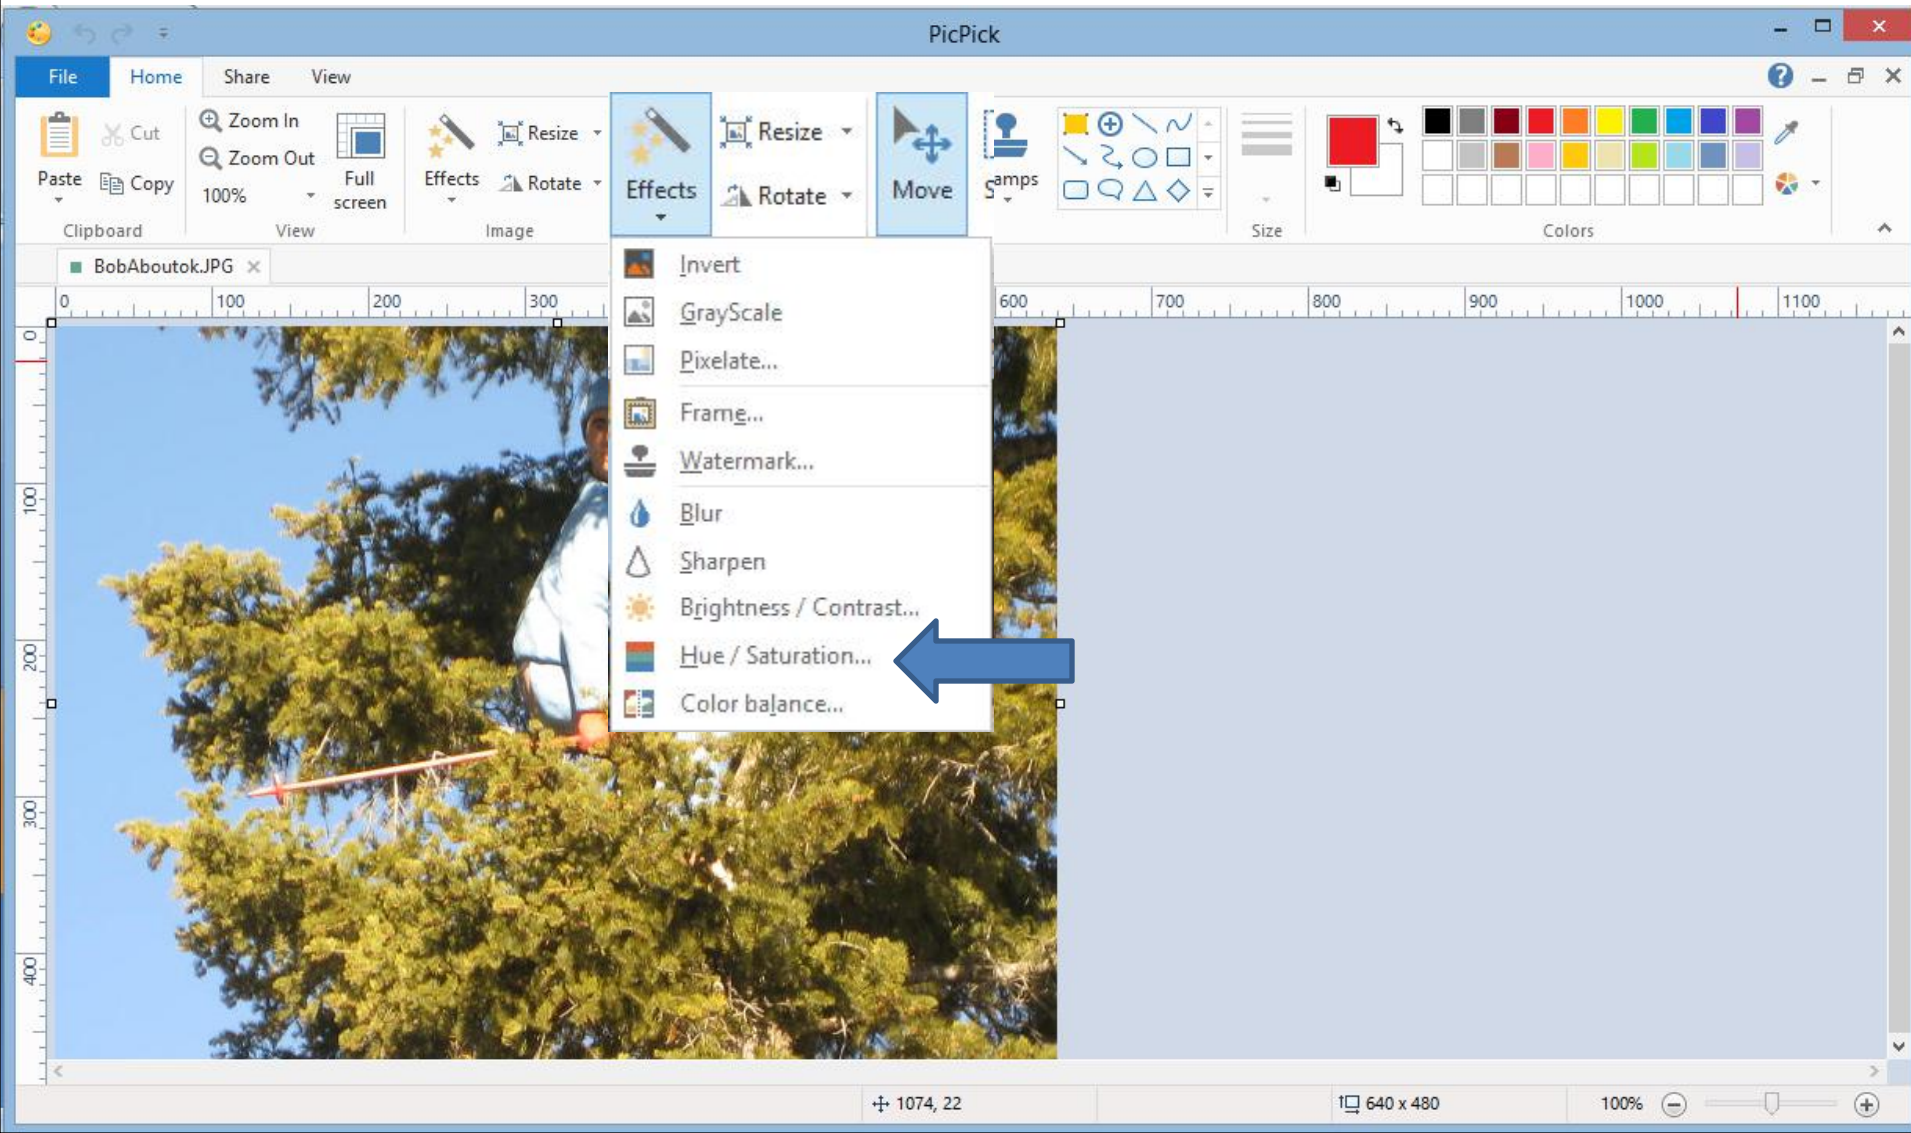 PicPick
File Home Share View
Paste Cut Copy
Clipboard
Zoom In
Zoom Out
100%
Full screen
View
Effects Resize Rotate
Image
Effects Resize Rotate
Move
S amps
Size
Colors
BobAboutok.JPG
0 100 200 300 600 700 800 900 1000 1100
Invert
GrayScale
Pixelate...
Frame...
Watermark...
Blur
Sharpen
Brightness / Contrast...
Hue / Saturation...
Color balance...
0
100
200
300
400
1074, 22 640 x 480 100%